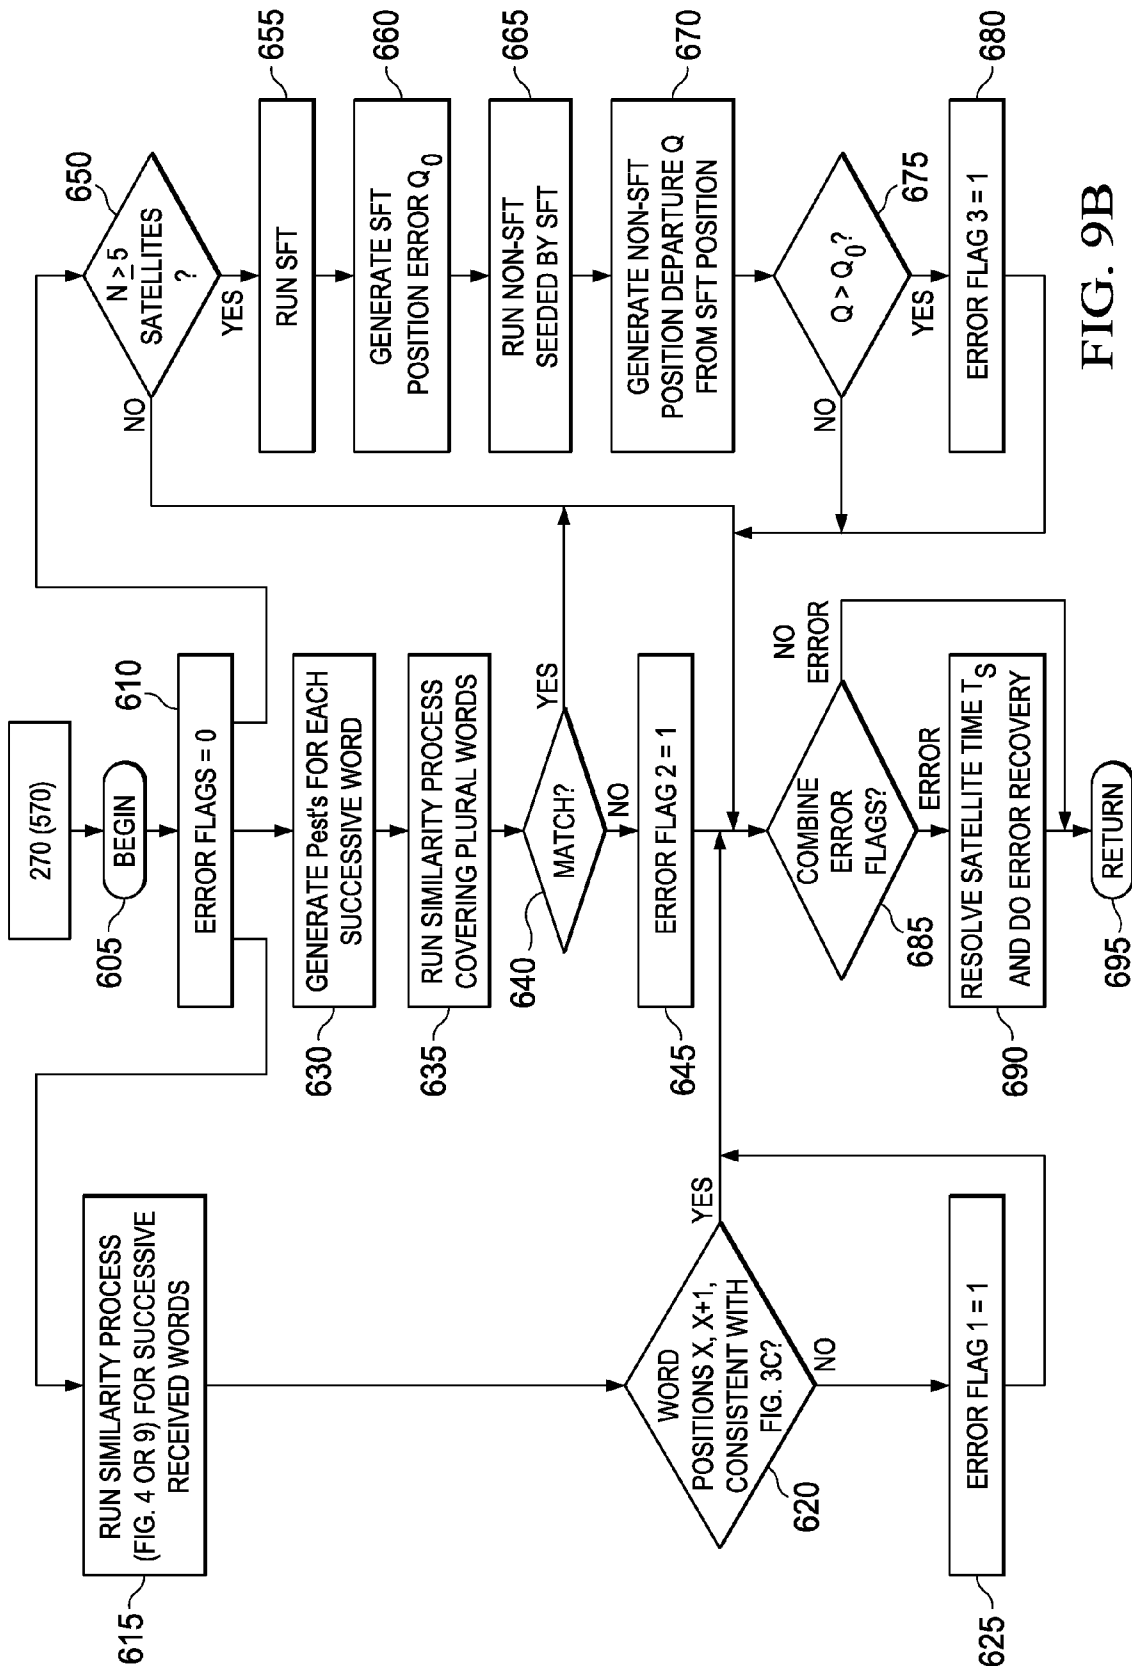 270 (570)
BEGIN
605
ERROR FLAGS = 0
610
RUN SIMILARITY PROCESS
(FIG. 4 OR 9) FOR SUCCESSIVE
RECEIVED WORDS
615
WORD
POSITIONS X, X+1,
CONSISTENT WITH
FIG. 3C?
620
YES
NO
ERROR FLAG 1 = 1
625
GENERATE Pest's FOR EACH
SUCCESSIVE WORD
630
RUN SIMILARITY PROCESS
COVERING PLURAL WORDS
635
MATCH?
640
YES
NO
ERROR FLAG 2 = 1
645
N ≥ 5
SATELLITES
?
650
NO
YES
RUN SFT
655
GENERATE SFT
POSITION ERROR Q0
660
RUN NON-SFT
SEEDED BY SFT
665
GENERATE NON-SFT
POSITION DEPARTURE Q
FROM SFT POSITION
670
Q > Q0?
675
NO
YES
ERROR FLAG 3 = 1
680
COMBINE
ERROR
FLAGS?
685
NO
ERROR
ERROR
RESOLVE SATELLITE TIME TS
AND DO ERROR RECOVERY
690
RETURN
695
FIG. 9B